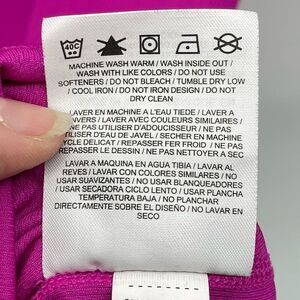 40C
MACHINE WASH WARM / WASH INSIDE OUT
/ WASH WITH LIKE COLORS / DO NOT USE
SOFTENERS / DO NOT BLEACH / TUMBLE DRY LOW
/ COOL IRON / DO NOT IRON DESIGN / DO NOT
DRY CLEAN
LAVER EN MACHINE A L'EAU TIEDE / LAVER A
NVERS / LAVER AVEC COULEURS SIMILAIRES /
NE PAS UTILISER D'ADOUCISSEUR / NE PAS
TILISER D'EAU DE JAVEL / SECHER EN MACHINE
YCLE DELICAT / REPASSER FER FROID / NE PAS
REPASSER LE DESSIN / NE PAS NETTOYER A SEC
LAVAR A MAQUINA EN AGUA TIBIA / LAVAR AL
REVES / LAVAR CON COLORES SIMILARES / NO
USAR SUAVIZANTES / NO USAR BLANQUEADORES
/ USAR SECADORA CICLO LENTO / USAR PLANCHA
TEMPERATURA BAJA / NO PLANCHAR
DIRECTAMENTE SOBRE EL DISEÑO / NO LAVAR EN
SECO